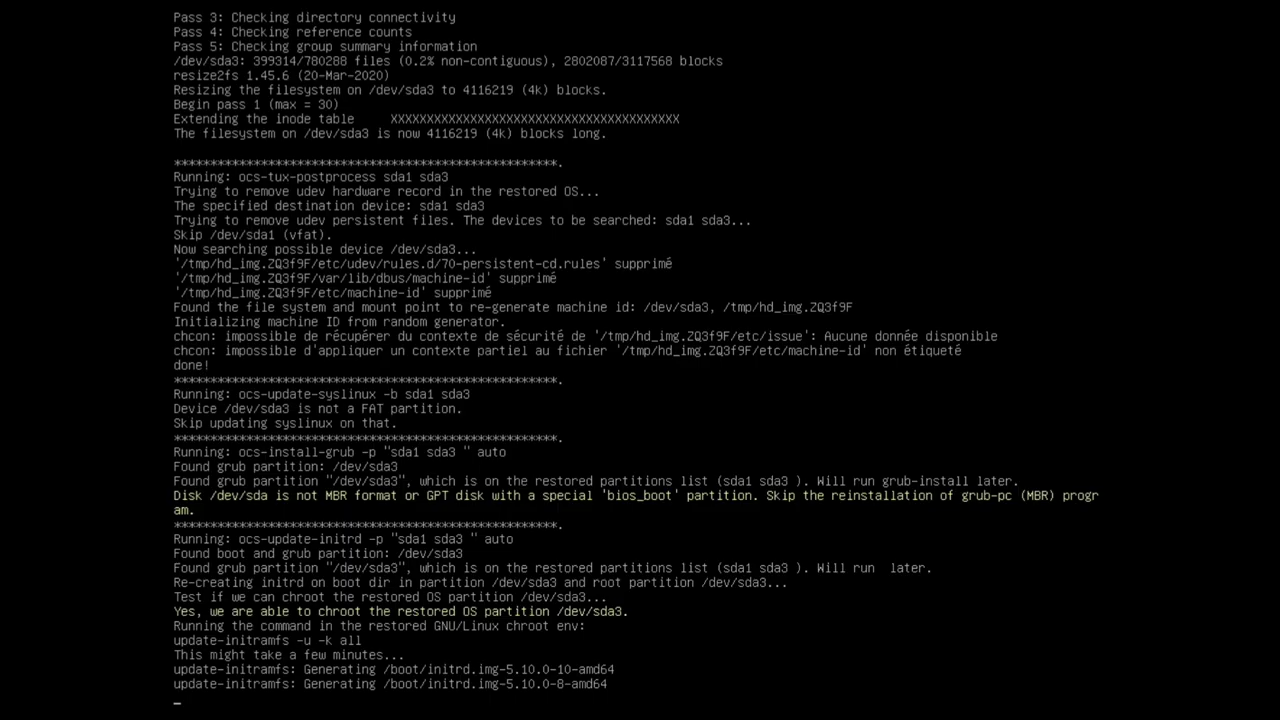 Pass 3: Checking directory connectivity
Pass 4: Checking reference counts
Pass 5: Checking group summary information
/dev/sda3: 399314/780288 files (0.2% non-contiguous), 2802087/3117568 blocks
resize2fs 1.45.6 (20-Mar-2020)
Resizing the filesystem on /dev/sda3 to 4116219 (4k) blocks.
Begin pass 1 (max = 30)
Extending the inode table     XXXXXXXXXXXXXXXXXXXXXXXXXXXXXXXXXXXXXXXX
The filesystem on /dev/sda3 is now 4116219 (4k) blocks long.
*****************************************************.
Running: ocs-tux-postprocess sda1 sda3
Trying to remove udev hardware record in the restored OS...
The specified destination device: sda1 sda3
Trying to remove udev persistent files. The devices to be searched: sda1 sda3...
Skip /dev/sda1 (vfat).
Now searching possible device /dev/sda3...
'/tmp/hd_img.ZQ3f9F/etc/udev/rules.d/70-persistent-cd.rules' supprimé
'/tmp/hd_img.ZQ3f9F/var/lib/dbus/machine-id' supprimé
'/tmp/hd_img.ZQ3f9F/etc/machine-id' supprimé
Found the file system and mount point to re-generate machine id: /dev/sda3, /tmp/hd_img.ZQ3f9F
Initializing machine ID from random generator.
chcon: impossible de récupérer du contexte de sécurité de '/tmp/hd_img.ZQ3f9F/etc/issue': Aucune donnée disponible
chcon: impossible d'appliquer un contexte partiel au fichier '/tmp/hd_img.ZQ3f9F/etc/machine-id' non étiqueté
done!
*****************************************************.
Running: ocs-update-syslinux -b sda1 sda3
Device /dev/sda3 is not a FAT partition.
Skip updating syslinux on that.
*****************************************************.
Running: ocs-install-grub -p "sda1 sda3 " auto
Found grub partition: /dev/sda3
Found grub partition "/dev/sda3", which is on the restored partitions list (sda1 sda3 ). Will run grub-install later.
Disk /dev/sda is not MBR format or GPT disk with a special 'bios_boot' partition. Skip the reinstallation of grub-pc (MBR) progr
am.
*****************************************************.
Running: ocs-update-initrd -p "sda1 sda3 " auto
Found boot and grub partition: /dev/sda3
Found grub partition "/dev/sda3", which is on the restored partitions list (sda1 sda3 ). Will run  later.
Re-creating initrd on boot dir in partition /dev/sda3 and root partition /dev/sda3...
Test if we can chroot the restored OS partition /dev/sda3...
Yes, we are able to chroot the restored OS partition /dev/sda3.
Running the command in the restored GNU/Linux chroot env:
update-initramfs -u -k all
This might take a few minutes...
update-initramfs: Generating /boot/initrd.img-5.10.0-10-amd64
update-initramfs: Generating /boot/initrd.img-5.10.0-8-amd64
_